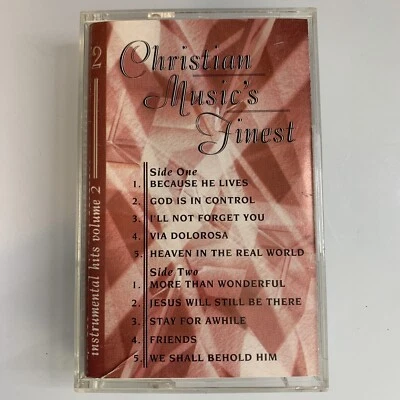 2
instrumental hits volume 2
Christian
Music's
Finest
Side One
1. BECAUSE HE LIVES
2. GOD IS IN CONTROL
3. I'LL NOT FORGET YOU
4. VIA DOLOROSA
5. HEAVEN IN THE REAL WORLD
Side Two
1. MORE THAN WONDERFUL
2. JESUS WILL STILL BE THERE
3. STAY FOR AWHILE
4. FRIENDS
5. WE SHALL BEHOLD HIM